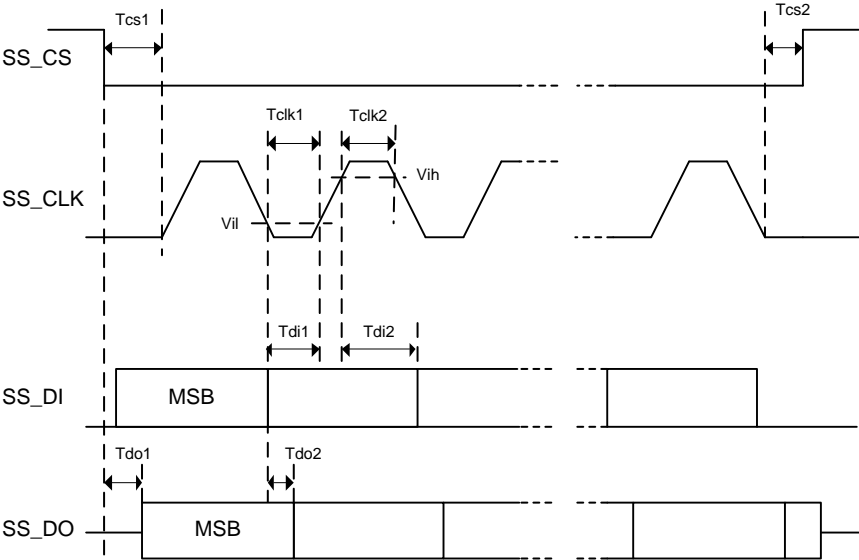 Tcs1
Tcs2
SS_CS
Tclk1
Tclk2
SS_CLK
Vih
Vil
Tdi1
Tdi2
SS_DI
MSB
Tdo1
Tdo2
SS_DO
MSB